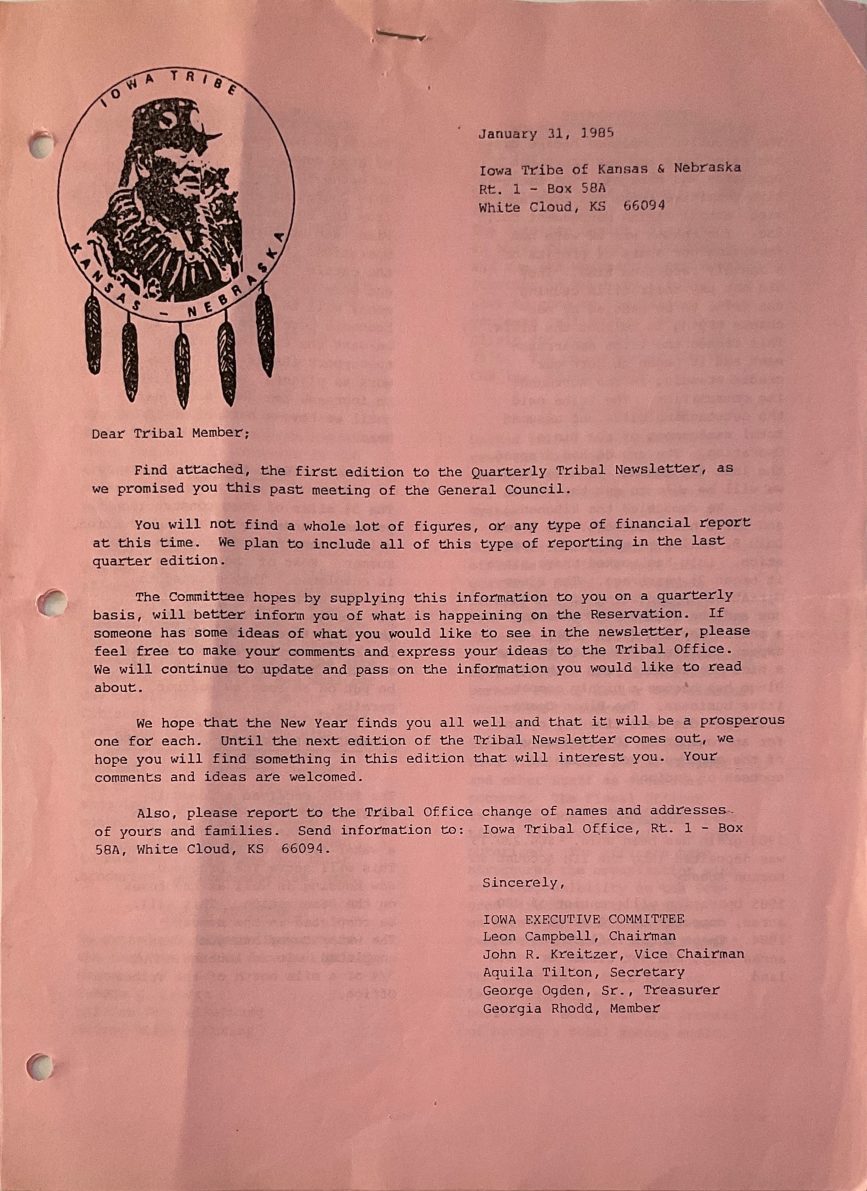 IOWA TRIBE
KANSAS - NEBRASKA
January 31, 1985
Iowa Tribe of Kansas & Nebraska
Rt. 1 - Box 58A
White Cloud, KS 66094
Dear Tribal Member;
Find attached, the first edition to the Quarterly Tribal Newsletter, as
we promised you this past meeting of the General Council.
You will not find a whole lot of figures, or any type of financial report
at this time. We plan to include all of this type of reporting in the last
quarter edition.
The Committee hopes by supplying this information to you on a quarterly
basis, will better inform you of what is happeining on the Reservation. If
someone has some ideas of what you would like to see in the newsletter, please
feel free to make your comments and express your ideas to the Tribal Office.
We will continue to update and pass on the information you would like to read
about.
We hope that the New Year finds you all well and that it will be a prosperous
one for each. Until the next edition of the Tribal Newsletter comes out, we
hope you will find something in this edition that will interest you. Your
comments and ideas are welcomed.
Also, please report to the Tribal Office change of names and addresses
of yours and families. Send information to: Iowa Tribal Office, Rt. 1 - Box
58A, White Cloud, KS 66094.
Sincerely,
IOWA EXECUTIVE COMMITTEE
Leon Campbell, Chairman
John R. Kreitzer, Vice Chairman
Aquila Tilton, Secretary
George Ogden, Sr., Treasurer
Georgia Rhodd, Member